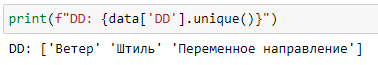 print(f"DD: {data['DD'].unique()}")
DD: ['Ветер' 'Штиль' 'Переменное направление']